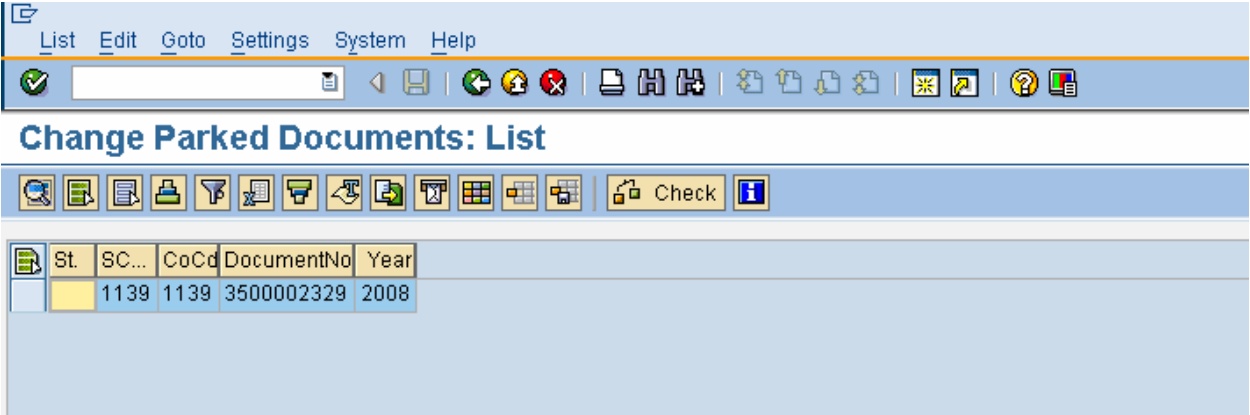 List Edit Goto Settings System Help
Change Parked Documents: List
Check
St. SC... CoCd DocumentNo Year
1139 1139 3500002329 2008